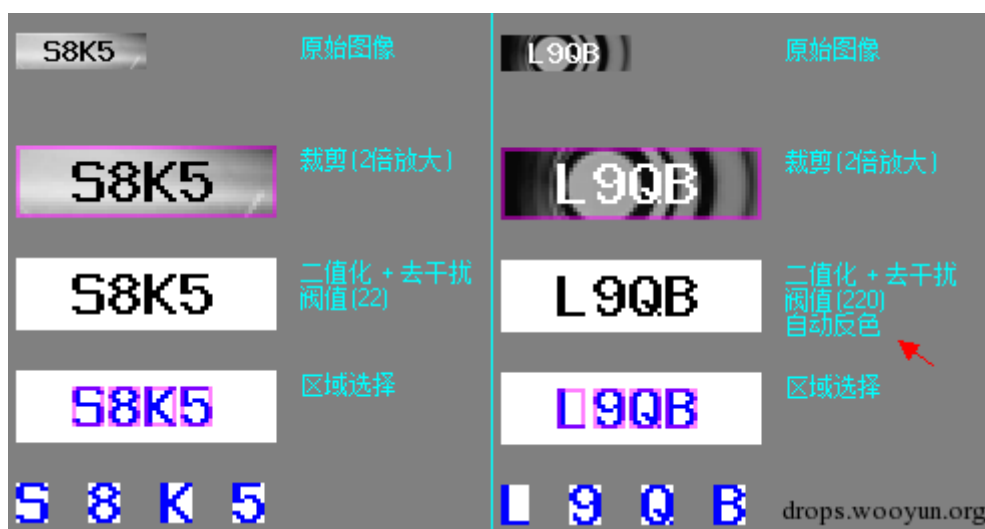 S8K5
原始图像
S8K5
裁剪(2倍放大)
S8K5
二值化 + 去干扰
阀值(22)
S8K5
区域选择
S 8 K 5
L9QB
原始图像
L9QB
裁剪(2倍放大)
L9QB
二值化 + 去干扰
阀值(220)
自动反色
L9QB
区域选择
L 9 Q B
drops.wooyun.org